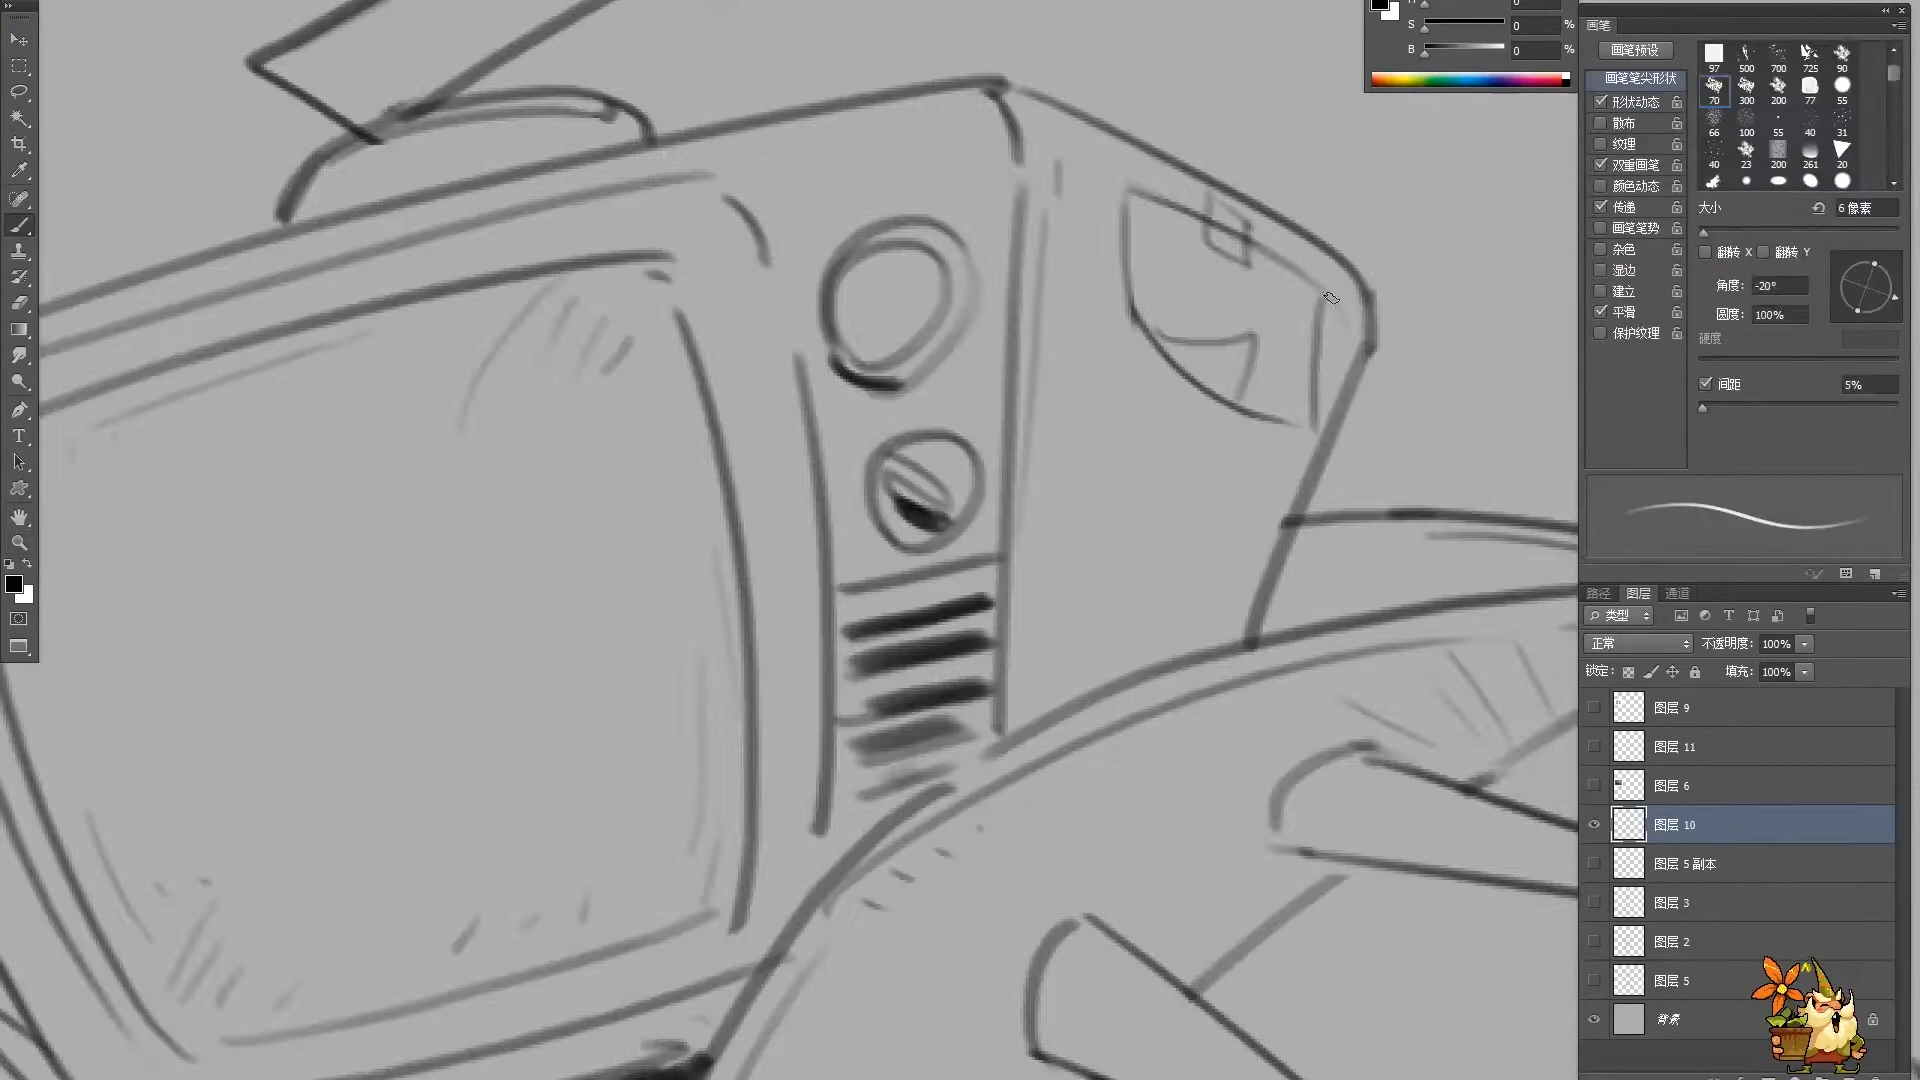 0
S 0 %
B 0 %
画笔
画笔预设
97 500 700 725 90
画笔笔尖形状
70 300 200 77 55
形状动态
散布
66 100 55 40 31
纹理
双重画笔
40 23 200 261 20
颜色动态
传递
大小 6 像素
画笔笔势
杂色
翻转 X 翻转 Y
湿边
建立
角度: -20°
平滑
圆度: 100%
保护纹理
硬度
间距 5%
路径 图层 通道
类型 T
正常 不透明度: 100%
锁定: 填充: 100%
图层 9
图层 11
图层 6
图层 10
图层 5 副本
图层 3
图层 2
图层 5
背景